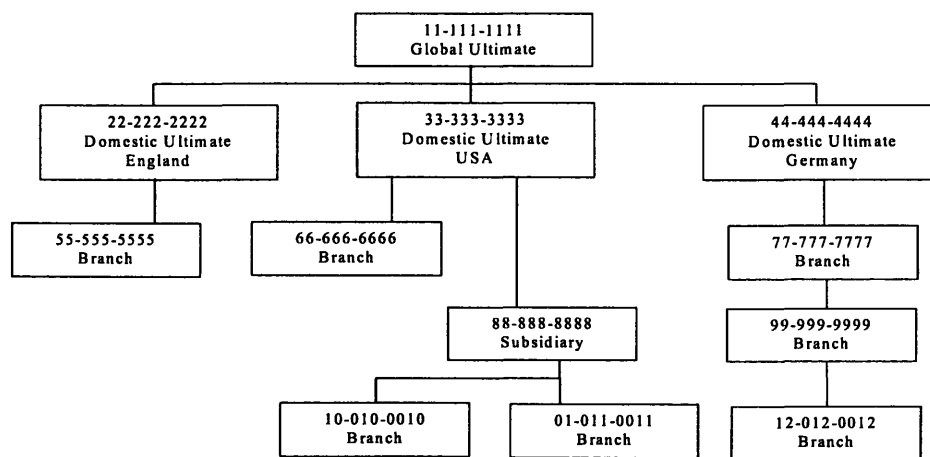 11-111-1111
Global Ultimate
22-222-2222
Domestic Ultimate
England
33-333-3333
Domestic Ultimate
USA
44-444-4444
Domestic Ultimate
Germany
55-555-5555
Branch
66-666-6666
Branch
77-777-7777
Branch
88-888-8888
Subsidiary
99-999-9999
Branch
10-010-0010
Branch
01-011-0011
Branch
12-012-0012
Branch